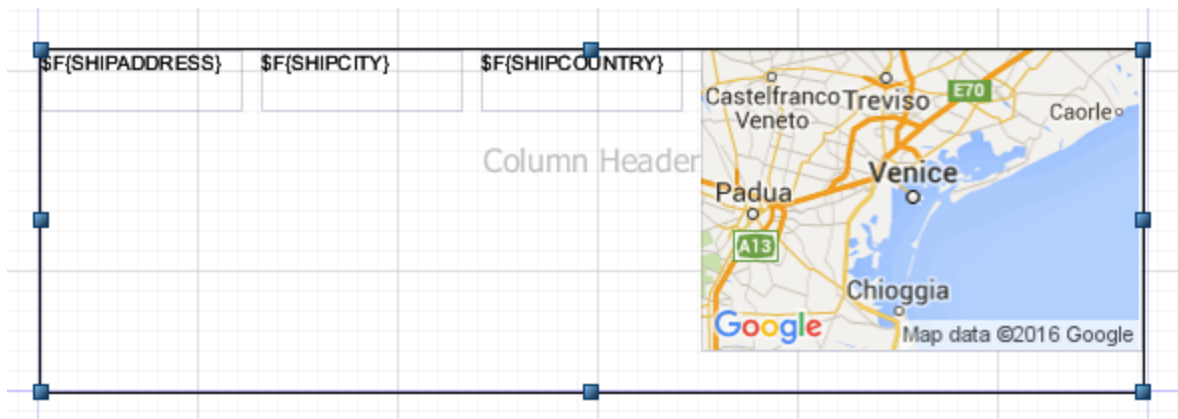 $F{SHIPADDRESS} $F{SHIPCITY} $F{SHIPCOUNTRY}
Column Header
Castelfranco
Veneto
Treviso
E70
Caorle
Venice
Padua
A13
Chioggia
Google
Map data ©2016 Google